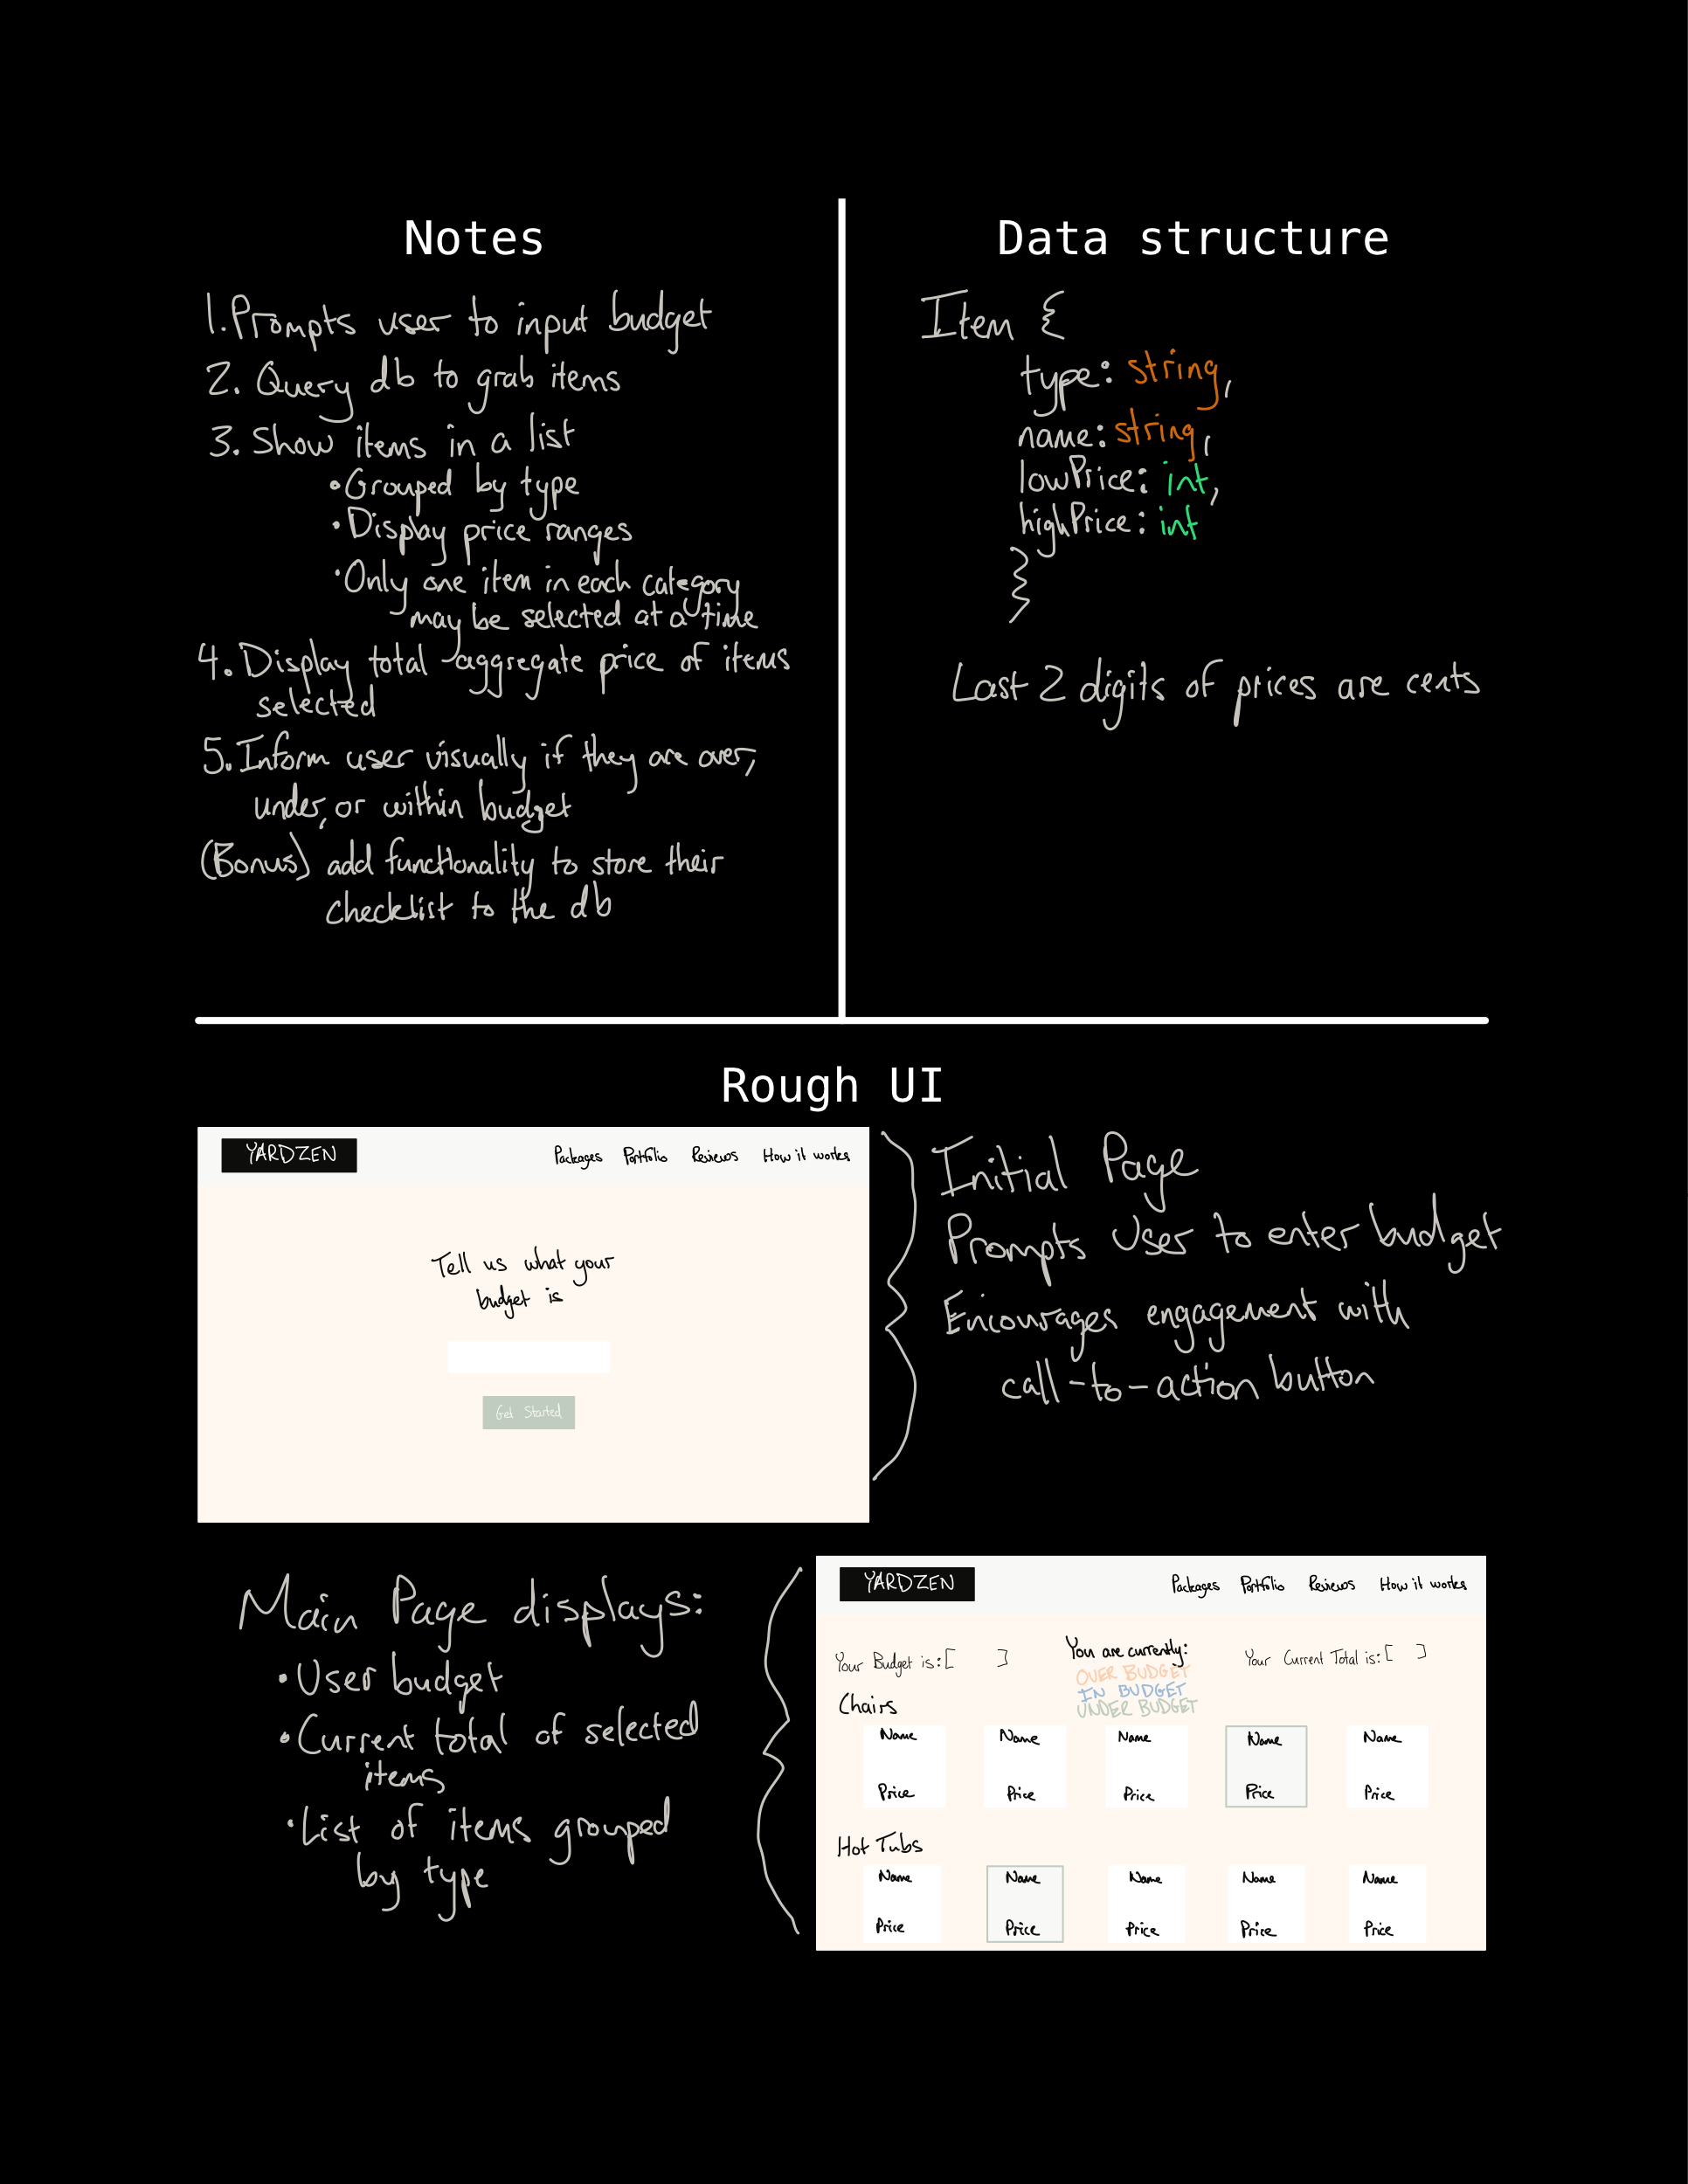 Notes
1. Prompts user to input budget
2. Query db to grab items
3. Show items in a list
• Grouped by type
• Display price ranges
• Only one item in each category
may be selected at a time
4. Display total aggregate price of items
selected
5. Inform user visually if they are over,
under, or within budget
(Bonus) add functionality to store their
checklist to the db
Data structure
Item {
type: string,
name: string,
lowPrice: int,
highPrice: int
}
Last 2 digits of prices are cents
Rough UI
YARDZEN Packages Portfolio Reviews How it works
Tell us what your
budget is
Get Started
Initial Page
Prompts User to enter budget
Encourages engagement with
call-to-action button
Main Page displays:
• User budget
• Current total of selected
items
• List of items grouped
by type
YARDZEN Packages Portfolio Reviews How it works
Your Budget is: [ ] You are currently: Your Current Total is: [ ]
OVER BUDGET
IN BUDGET
UNDER BUDGET
Chairs
Name Name Name Name Name
Price Price Price Price Price
Hot Tubs
Name Name Name Name Name
Price Price Price Price Price